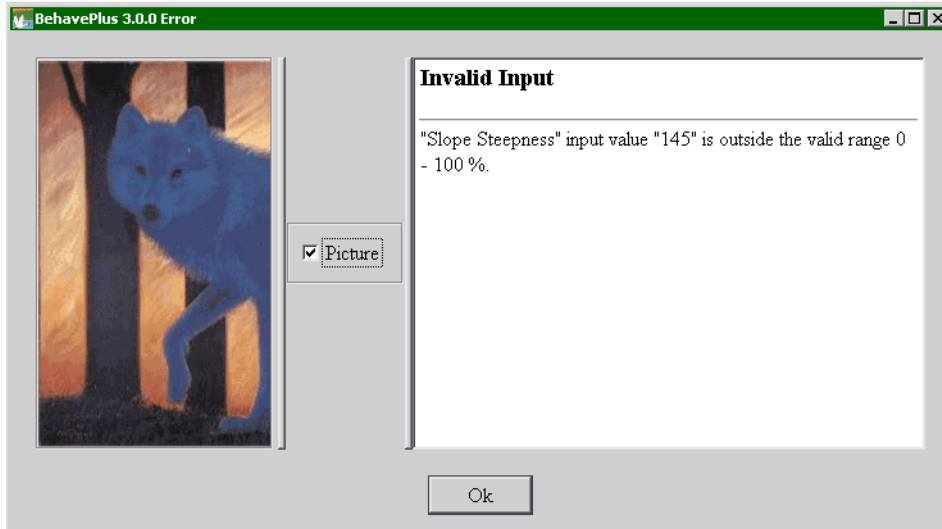 BehavePlus 3.0.0 Error
Invalid Input
"Slope Steepness" input value "145" is outside the valid range 0
- 100 %.
Picture
Ok